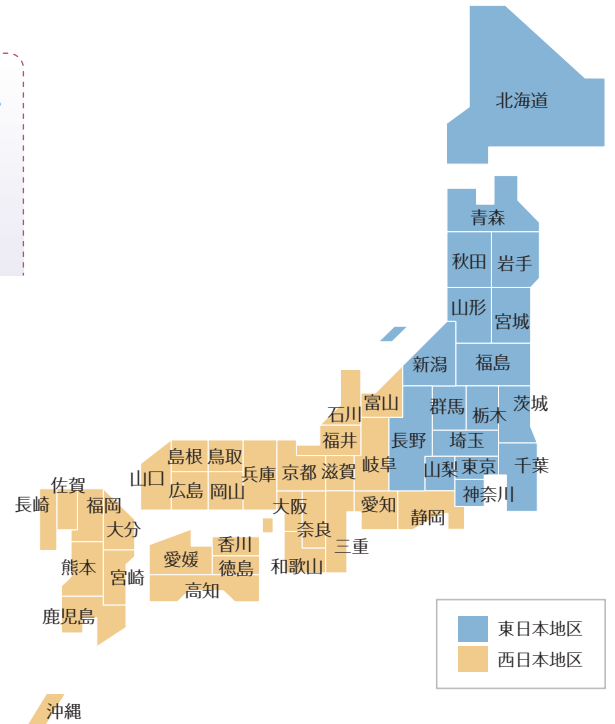 北海道
青森
秋田
岩手
山形
宮城
新潟
福島
富山
石川
群馬
栃木
茨城
福井
長野
埼玉
島根
鳥取
兵庫
京都
滋賀
岐阜
山梨
東京
千葉
山口
広島
岡山
神奈川
佐賀
長崎
福岡
大阪
愛知
静岡
大分
奈良
三重
香川
愛媛
徳島
和歌山
熊本
宮崎
高知
鹿児島
沖縄
東日本地区
西日本地区